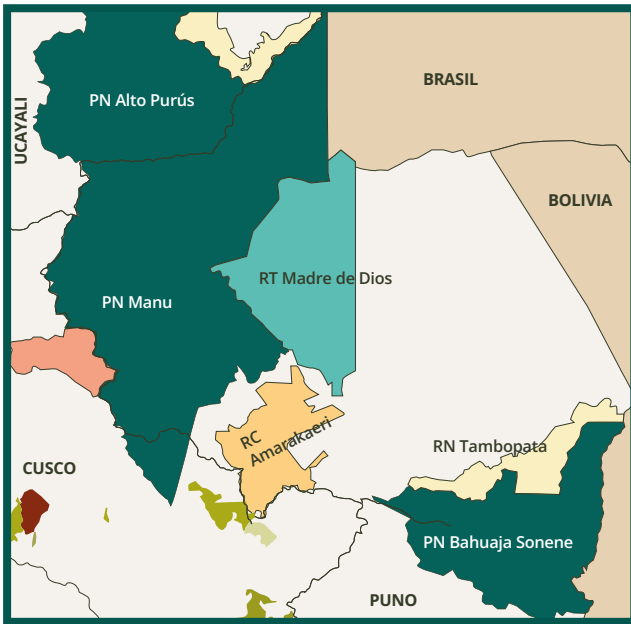 BRASIL
PN Alto Purús
UCAYALI
BOLIVIA
RT Madre de Dios
PN Manu
RC
Amarakaeri
RN Tambopata
CUSCO
PN Bahuaja Sonene
PUNO